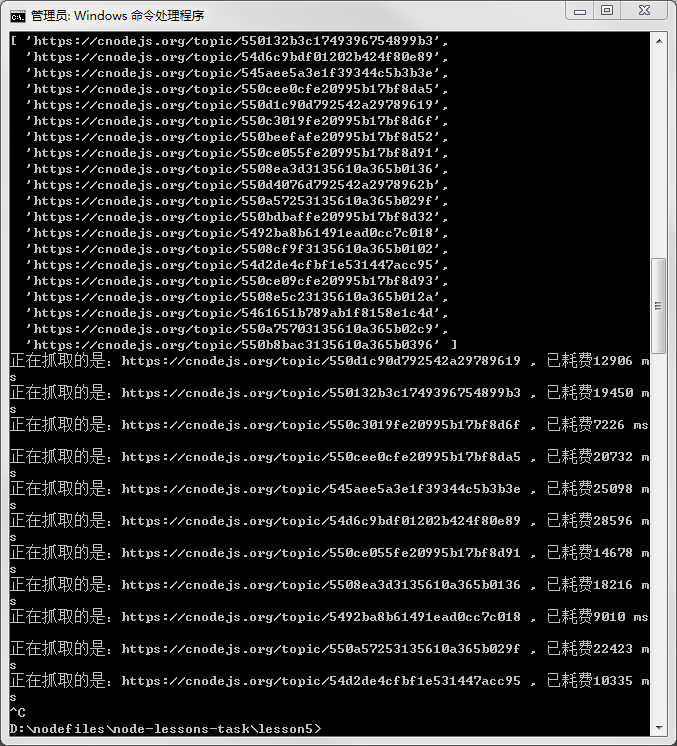 管理员: Windows 命令处理程序
[ 'https://cnodejs.org/topic/550132b3c1749396754899b3',
'https://cnodejs.org/topic/54d6c9bdf01202b424f80e89',
'https://cnodejs.org/topic/545aee5a3e1f39344c5b3b3e',
'https://cnodejs.org/topic/550cee0cfe20995b17bf8da5',
'https://cnodejs.org/topic/550d1c90d792542a29789619',
'https://cnodejs.org/topic/550c3019fe20995b17bf8d6f',
'https://cnodejs.org/topic/550beefafe20995b17bf8d52',
'https://cnodejs.org/topic/550ce055fe20995b17bf8d91',
'https://cnodejs.org/topic/5508ea3d3135610a365b0136',
'https://cnodejs.org/topic/550d4076d792542a2978962b',
'https://cnodejs.org/topic/550a57253135610a365b029f',
'https://cnodejs.org/topic/550bdbaffe20995b17bf8d32',
'https://cnodejs.org/topic/5492ba8b61491ead0cc7c018',
'https://cnodejs.org/topic/5508cf9f3135610a365b0102',
'https://cnodejs.org/topic/54d2de4cfbf1e531447acc95',
'https://cnodejs.org/topic/550ce09cfe20995b17bf8d93',
'https://cnodejs.org/topic/5508e5c23135610a365b012a',
'https://cnodejs.org/topic/5461651b789ab1f8158e1c4d',
'https://cnodejs.org/topic/550a75703135610a365b02c9',
'https://cnodejs.org/topic/550b8bac3135610a365b0396' ]
正在抓取的是: https://cnodejs.org/topic/550d1c90d792542a29789619 , 已耗费12906 m
s
正在抓取的是: https://cnodejs.org/topic/550132b3c1749396754899b3 , 已耗费19450 m
s
正在抓取的是: https://cnodejs.org/topic/550c3019fe20995b17bf8d6f , 已耗费7226 ms
正在抓取的是: https://cnodejs.org/topic/550cee0cfe20995b17bf8da5 , 已耗费20732 m
s
正在抓取的是: https://cnodejs.org/topic/545aee5a3e1f39344c5b3b3e , 已耗费25098 m
s
正在抓取的是: https://cnodejs.org/topic/54d6c9bdf01202b424f80e89 , 已耗费28596 m
s
正在抓取的是: https://cnodejs.org/topic/550ce055fe20995b17bf8d91 , 已耗费14678 m
s
正在抓取的是: https://cnodejs.org/topic/5508ea3d3135610a365b0136 , 已耗费18216 m
s
正在抓取的是: https://cnodejs.org/topic/5492ba8b61491ead0cc7c018 , 已耗费9010 ms
正在抓取的是: https://cnodejs.org/topic/550a57253135610a365b029f , 已耗费22423 m
s
正在抓取的是: https://cnodejs.org/topic/54d2de4cfbf1e531447acc95 , 已耗费10335 m
s
^C
D:\nodefiles\node-lessons-task\lesson5>